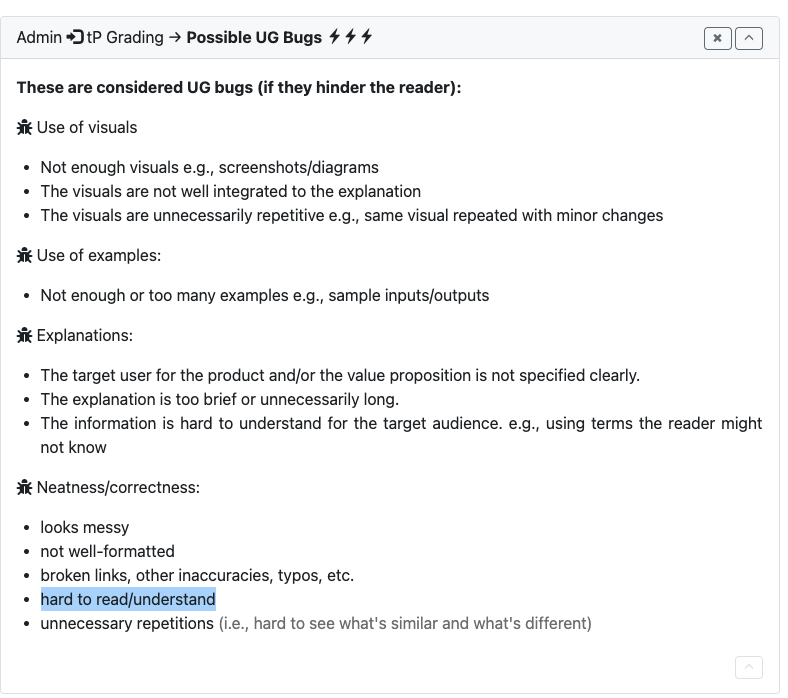 Admin tP Grading → Possible UG Bugs
These are considered UG bugs (if they hinder the reader):
Use of visuals
• Not enough visuals e.g., screenshots/diagrams
• The visuals are not well integrated to the explanation
• The visuals are unnecessarily repetitive e.g., same visual repeated with minor changes
Use of examples:
• Not enough or too many examples e.g., sample inputs/outputs
Explanations:
• The target user for the product and/or the value proposition is not specified clearly.
• The explanation is too brief or unnecessarily long.
• The information is hard to understand for the target audience. e.g., using terms the reader might
not know
Neatness/correctness:
• looks messy
• not well-formatted
• broken links, other inaccuracies, typos, etc.
• hard to read/understand
• unnecessary repetitions (i.e., hard to see what's similar and what's different)